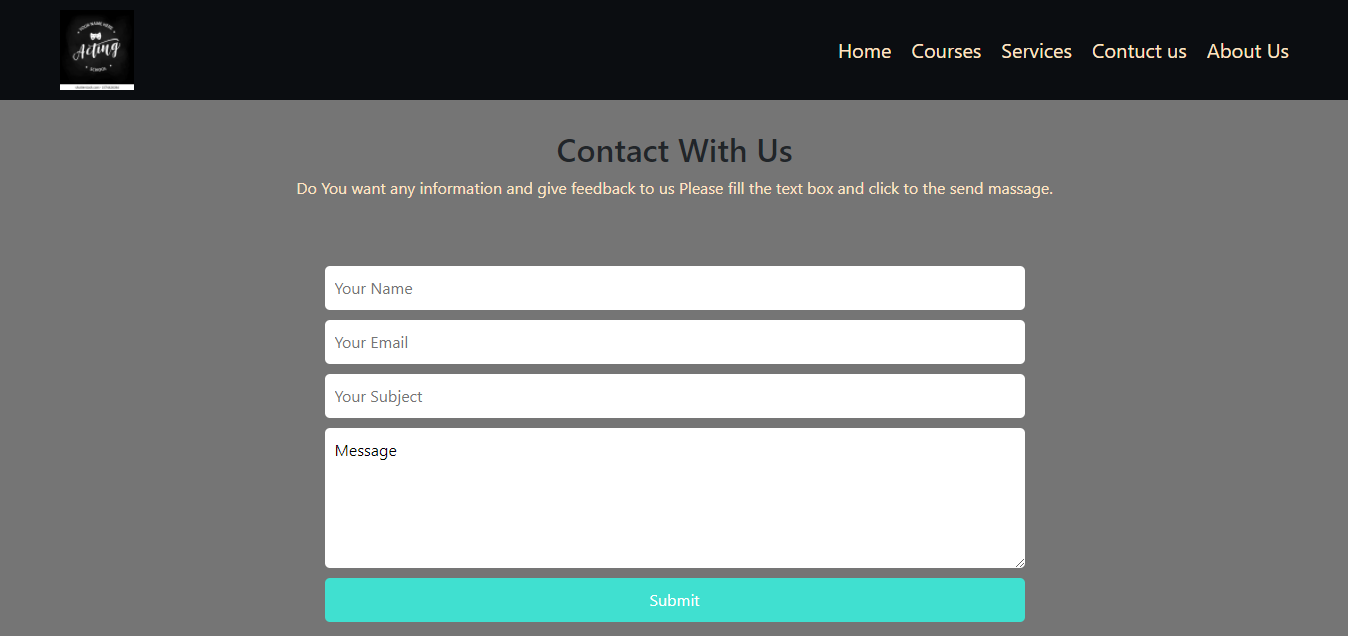 YOUR NAME HERE
Acting
SCHOOL
Home Courses Services Contuct us About Us
Contact With Us
Do You want any information and give feedback to us Please fill the text box and click to the send massage.
Your Name
Your Email
Your Subject
Message
Submit